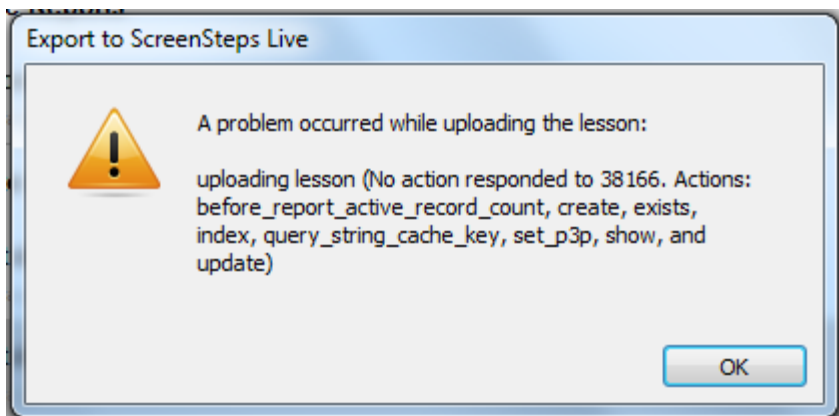 Export to ScreenSteps Live
A problem occurred while uploading the lesson:
uploading lesson (No action responded to 38166. Actions:
before_report_active_record_count, create, exists,
index, query_string_cache_key, set_p3p, show, and
update)
OK